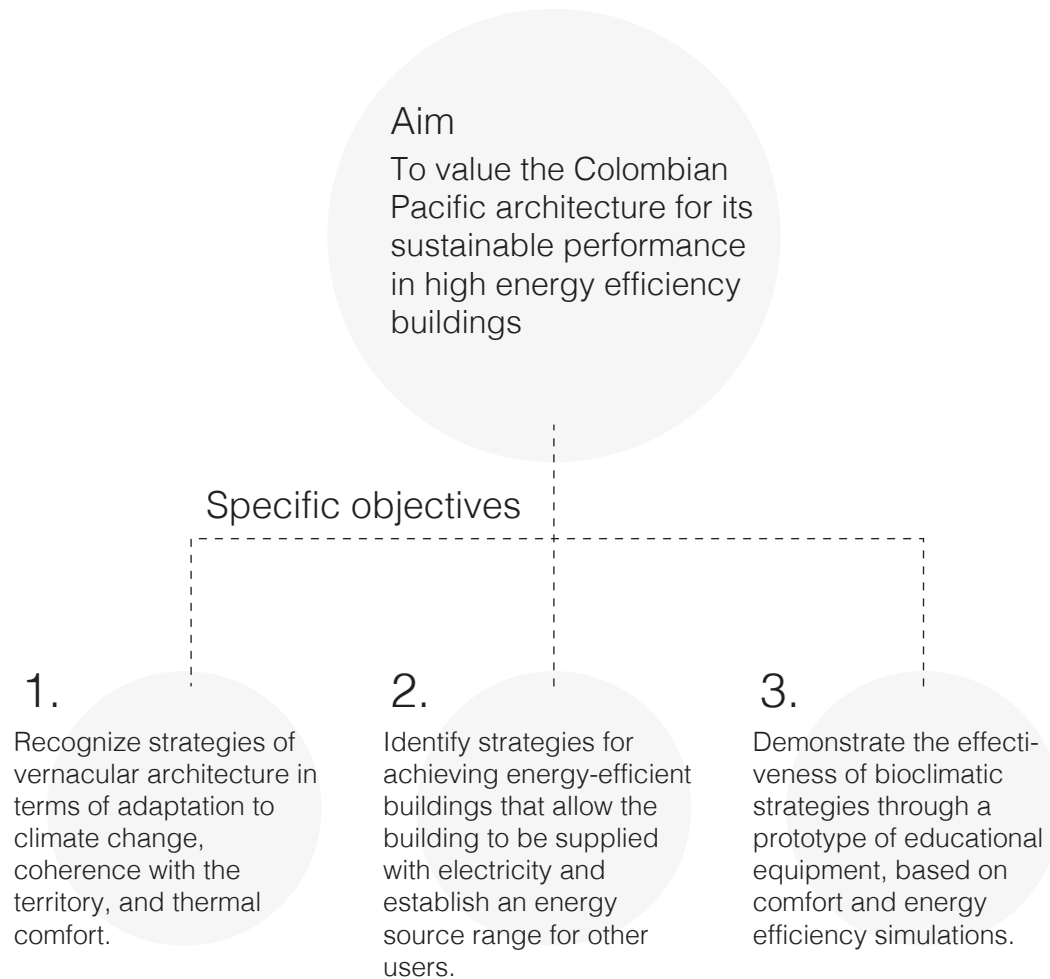 Aim
To value the Colombian
Pacific architecture for its
sustainable performance
in high energy efficiency
buildings
Specific objectives
1.
Recognize strategies of
vernacular architecture in
terms of adaptation to
climate change,
coherence with the
territory, and thermal
comfort.
2.
Identify strategies for
achieving energy-efficient
buildings that allow the
building to be supplied
with electricity and
establish an energy
source range for other
users.
3.
Demonstrate the effecti-
veness of bioclimatic
strategies through a
prototype of educational
equipment, based on
comfort and energy
efficiency simulations.